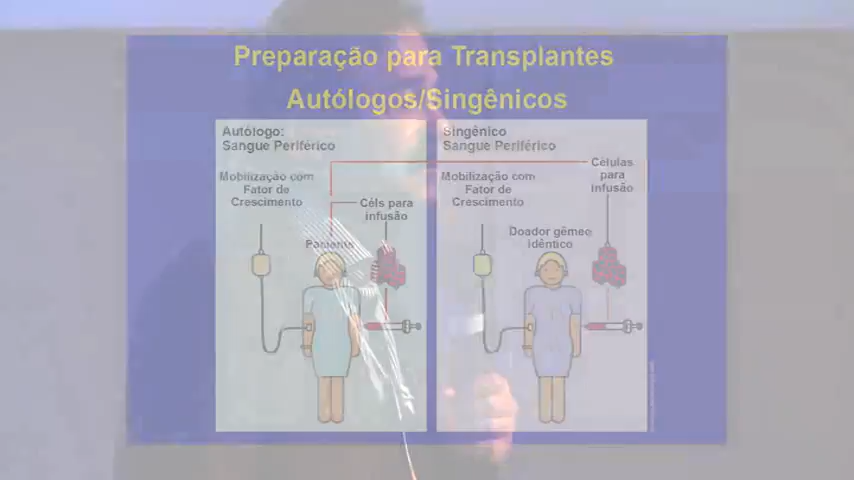 Preparação para Transplantes
Autólogos/Singênicos
Autólogo:
Sangue Periférico
Mobilização com
Fator de
Crescimento
Céls para
infusão
Paciente
Singênico
Sangue Periférico
Mobilização com
Fator de
Crescimento
Células
para
infusão
Doador gêmeo
idêntico